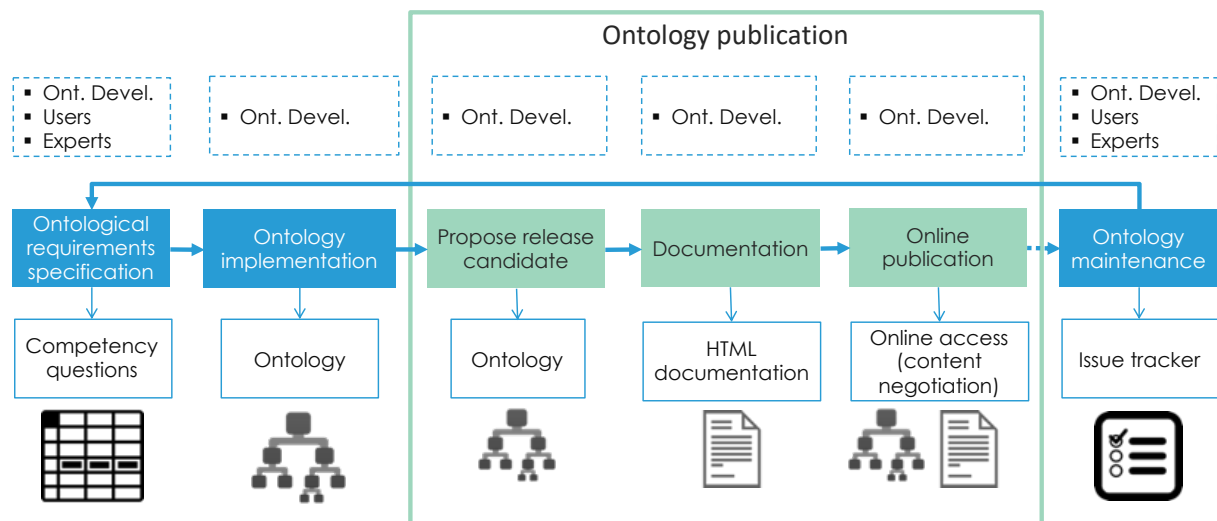 Ontology publication
▪ Ont. Devel.
▪ Users
▪ Experts
▪ Ont. Devel.
▪ Ont. Devel.
▪ Ont. Devel.
▪ Ont. Devel.
▪ Ont. Devel.
▪ Users
▪ Experts
Ontological
requirements
specification
Ontology
implementation
Propose release
candidate
Documentation
Online
publication
Ontology
maintenance
Competency
questions
Ontology
Ontology
HTML
documentation
Online access
(content
negotiation)
Issue tracker